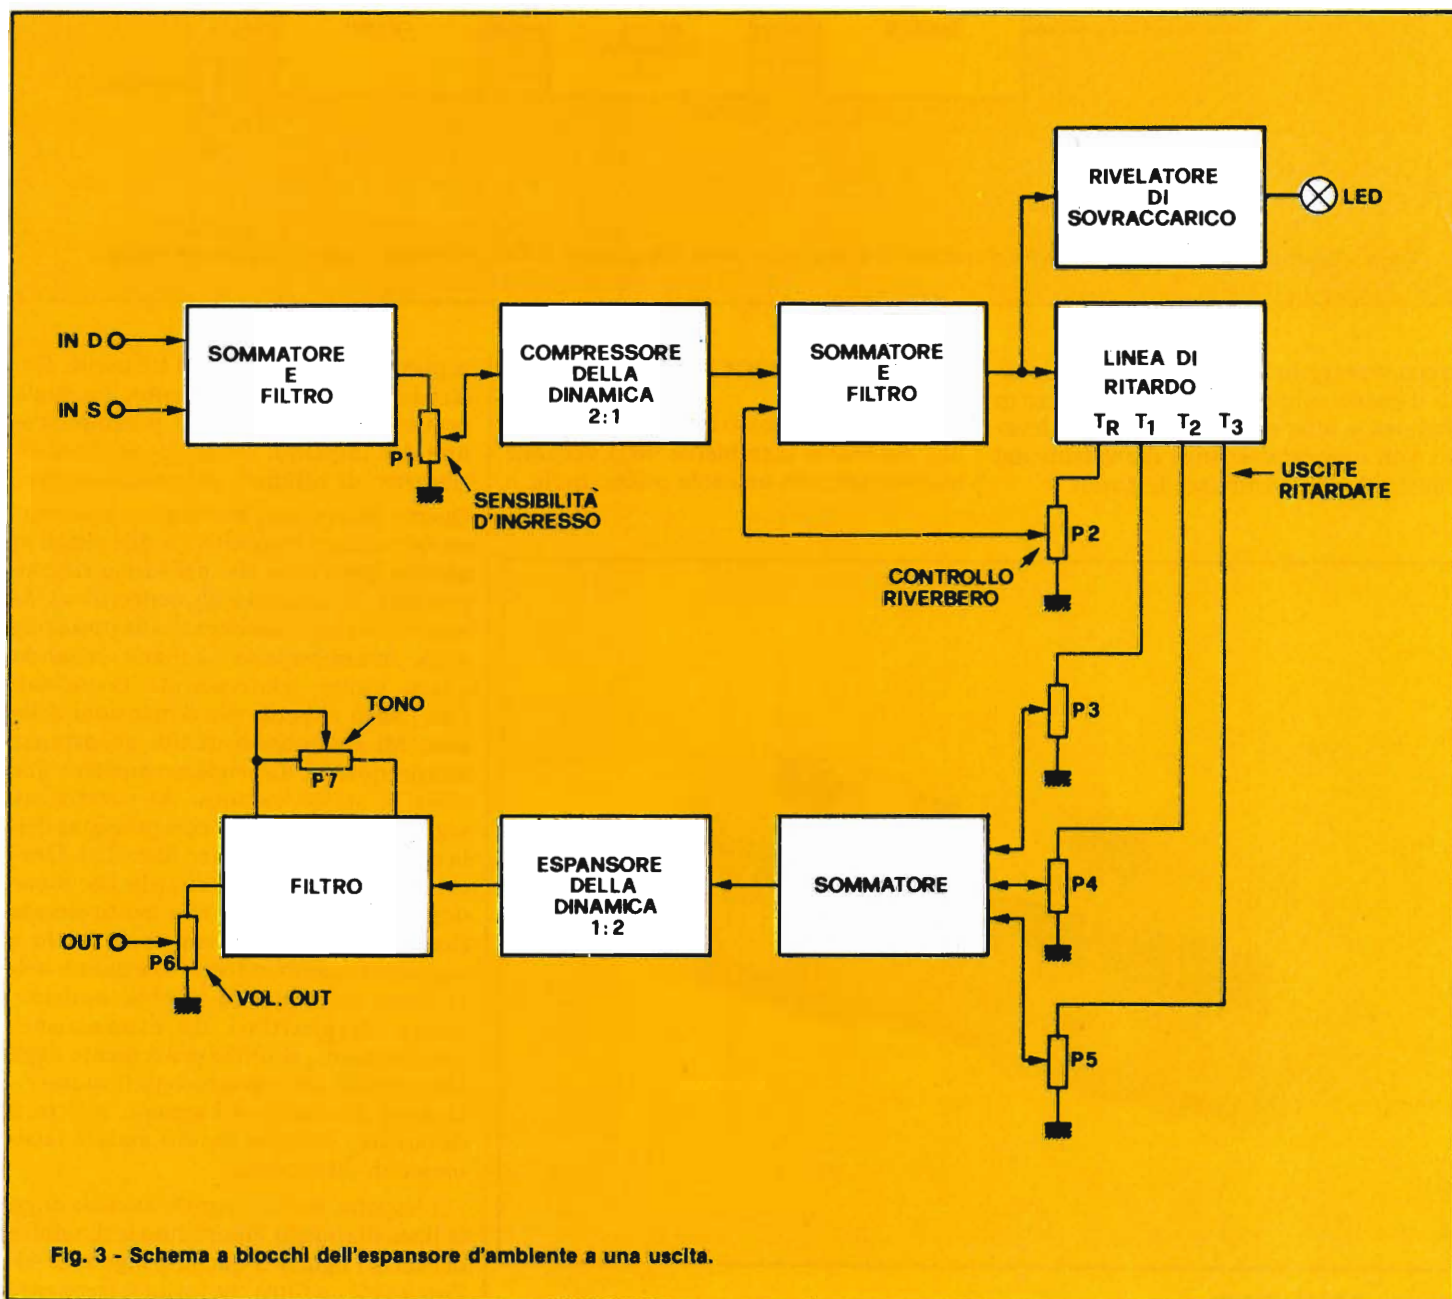 RIVELATORE
DI
SOVRACCARICO
LED
IN D
IN S
SOMMATORE
E
FILTRO
P1
SENSIBILITÀ
D'INGRESSO
COMPRESSORE
DELLA
DINAMICA
2:1
SOMMATORE
E
FILTRO
LINEA DI
RITARDO
TR T1 T2 T3
USCITE
RITARDATE
P2
CONTROLLO
RIVERBERO
P3
TONO
P7
FILTRO
ESPANSORE
DELLA
DINAMICA
1:2
SOMMATORE
P4
OUT
P6
VOL. OUT
P5
Fig. 3 - Schema a blocchi dell'espansore d'ambiente a una uscita.